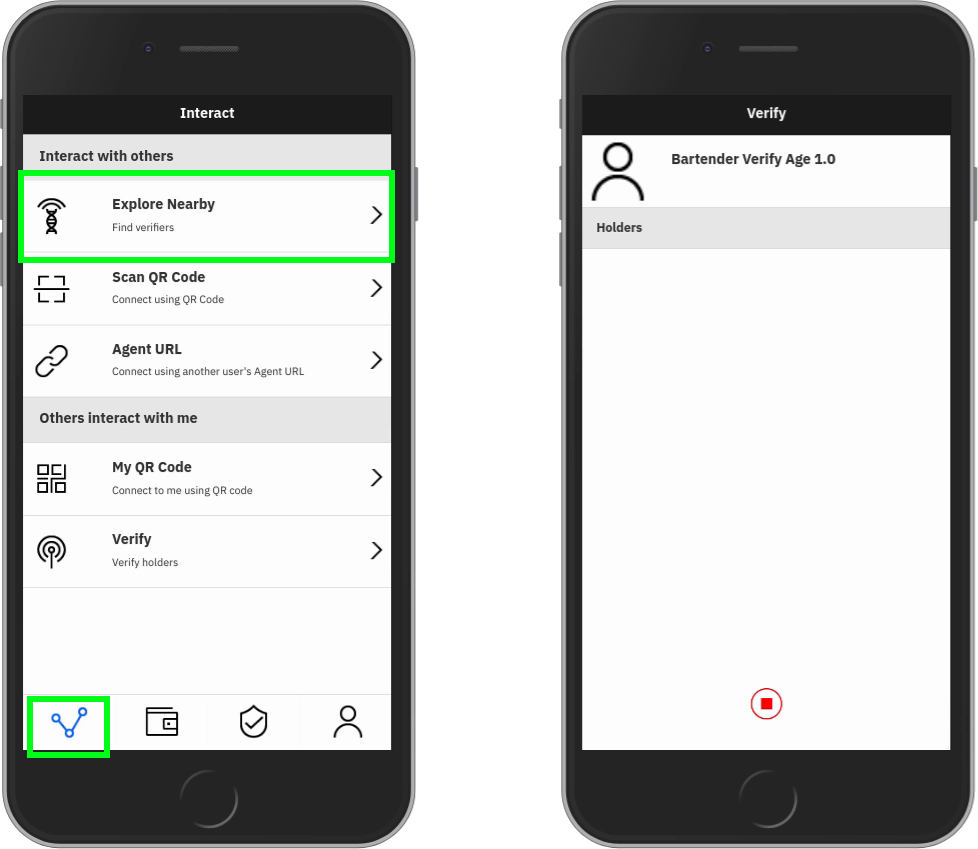 Interact
Interact with others
Explore Nearby
Find verifiers
Scan QR Code
Connect using QR Code
Agent URL
Connect using another user's Agent URL
Others interact with me
My QR Code
Connect to me using QR code
Verify
Verify holders
Verify
Bartender Verify Age 1.0
Holders